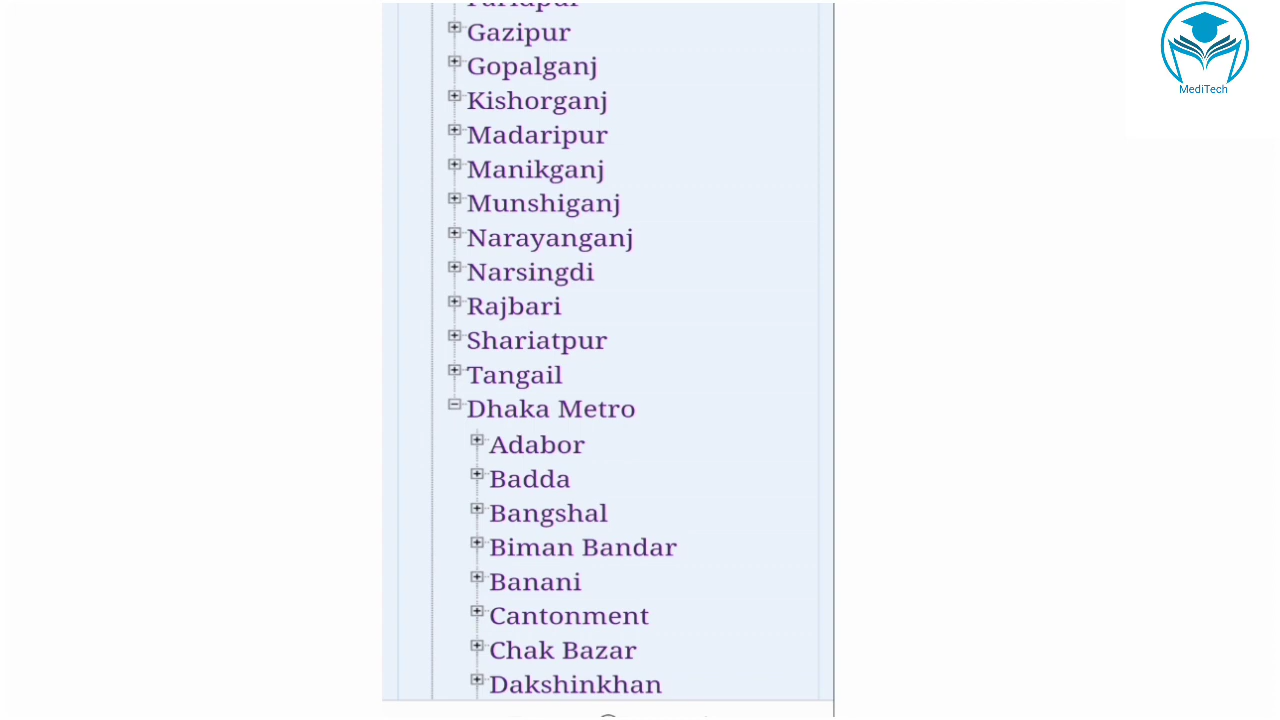 Gazipur
Gopalganj
Kishorganj
Madaripur
Manikganj
Munshiganj
Narayanganj
Narsingdi
Rajbari
Shariatpur
Tangail
Dhaka Metro
Adabor
Badda
Bangshal
Biman Bandar
Banani
Cantonment
Chak Bazar
Dakshinkhan
MediTech